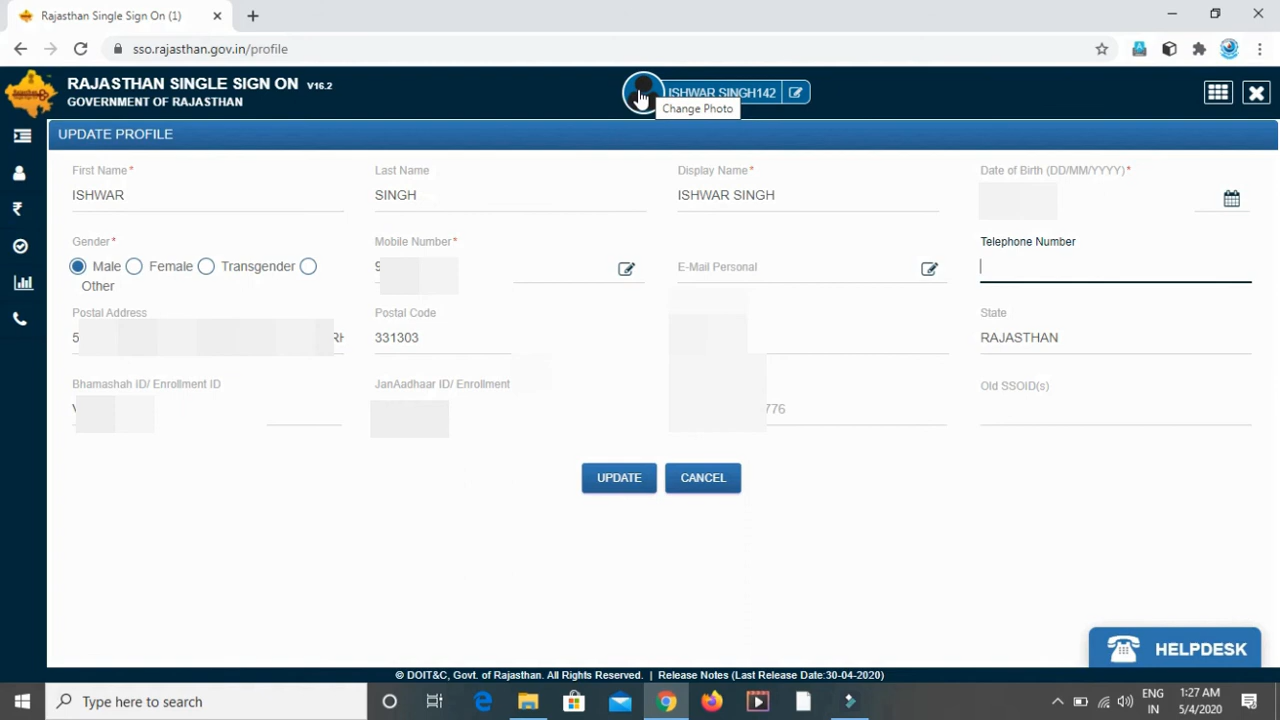 Rajasthan Single Sign On (1)
sso.rajasthan.gov.in/profile
RAJASTHAN SINGLE SIGN ON V16.2
GOVERNMENT OF RAJASTHAN
ISHWAR SINGH142
Change Photo
UPDATE PROFILE
First Name*
Last Name
Display Name*
Date of Birth (DD/MM/YYYY)*
ISHWAR
SINGH
ISHWAR SINGH
Gender*
Mobile Number*
Telephone Number
Male
Female
Transgender
Other
9
E-Mail Personal
Postal Address
Postal Code
State
5
331303
RAJASTHAN
Bhamashah ID/ Enrollment ID
JanAadhaar ID/ Enrollment
Old SSOID(s)
776
UPDATE
CANCEL
HELPDESK
© DOIT&C, Govt. of Rajasthan. All Rights Reserved. | Release Notes (Last Release Date:30-04-2020)
Type here to search
ENG
IN
1:27 AM
5/4/2020